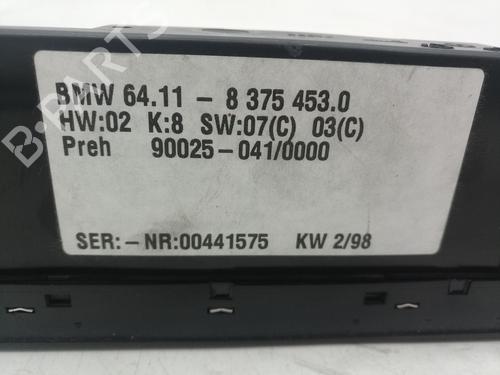 B-PARTS
BMW 64.11 - 8 375 453.0
HW:02 K:8 SW:07(C) 03(C)
Preh 90025-041/0000
SER:-NR:00441575 KW 2/98